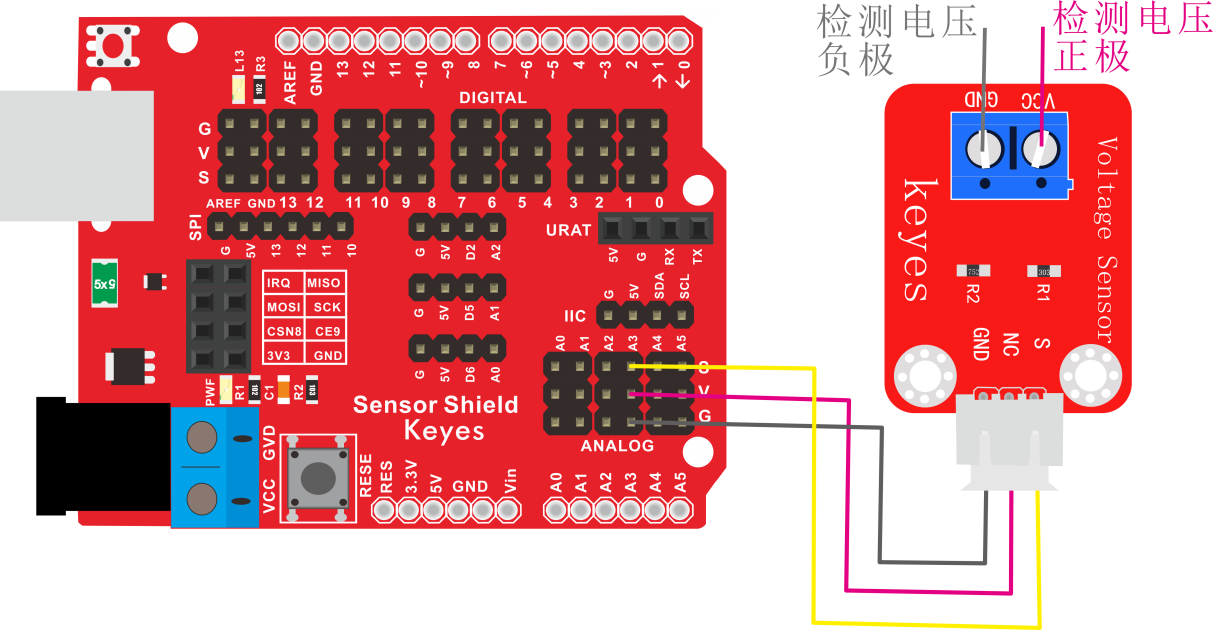 检测电压
负极
检测电压
正极
L13
R3
AREF GND 13 12 11 ~10 ~9 8 7 ~6 ~5 4 ~3 2 →1 ←0
DIGITAL
G
V
S
AREF GND 13 12 11 10 9 8 7 6 5 4 3 2 1 0
SPI
G 5V 13 12 11 10
G 5V D2 A2
URAT
5V G RX TX
5x5
IRQ MISO
MOSI SCK
CSN8 CE9
3V3 GND
G 5V D5 A1
IIC
G 5V SDA SCL
G 5V D6 A0
A0 A1 A2 A3 A4 A5
S
V
G
ANALOG
PWF
R1
102
C1
R2
103
102
Sensor Shield
Keyes
GVD
VCC
RESE
RES 3.3V 5V GND Vin
A0 A1 A2 A3 A4 A5
GND VCC
Voltage Sensor
keyes
752
303
R2
R1
GND NC S